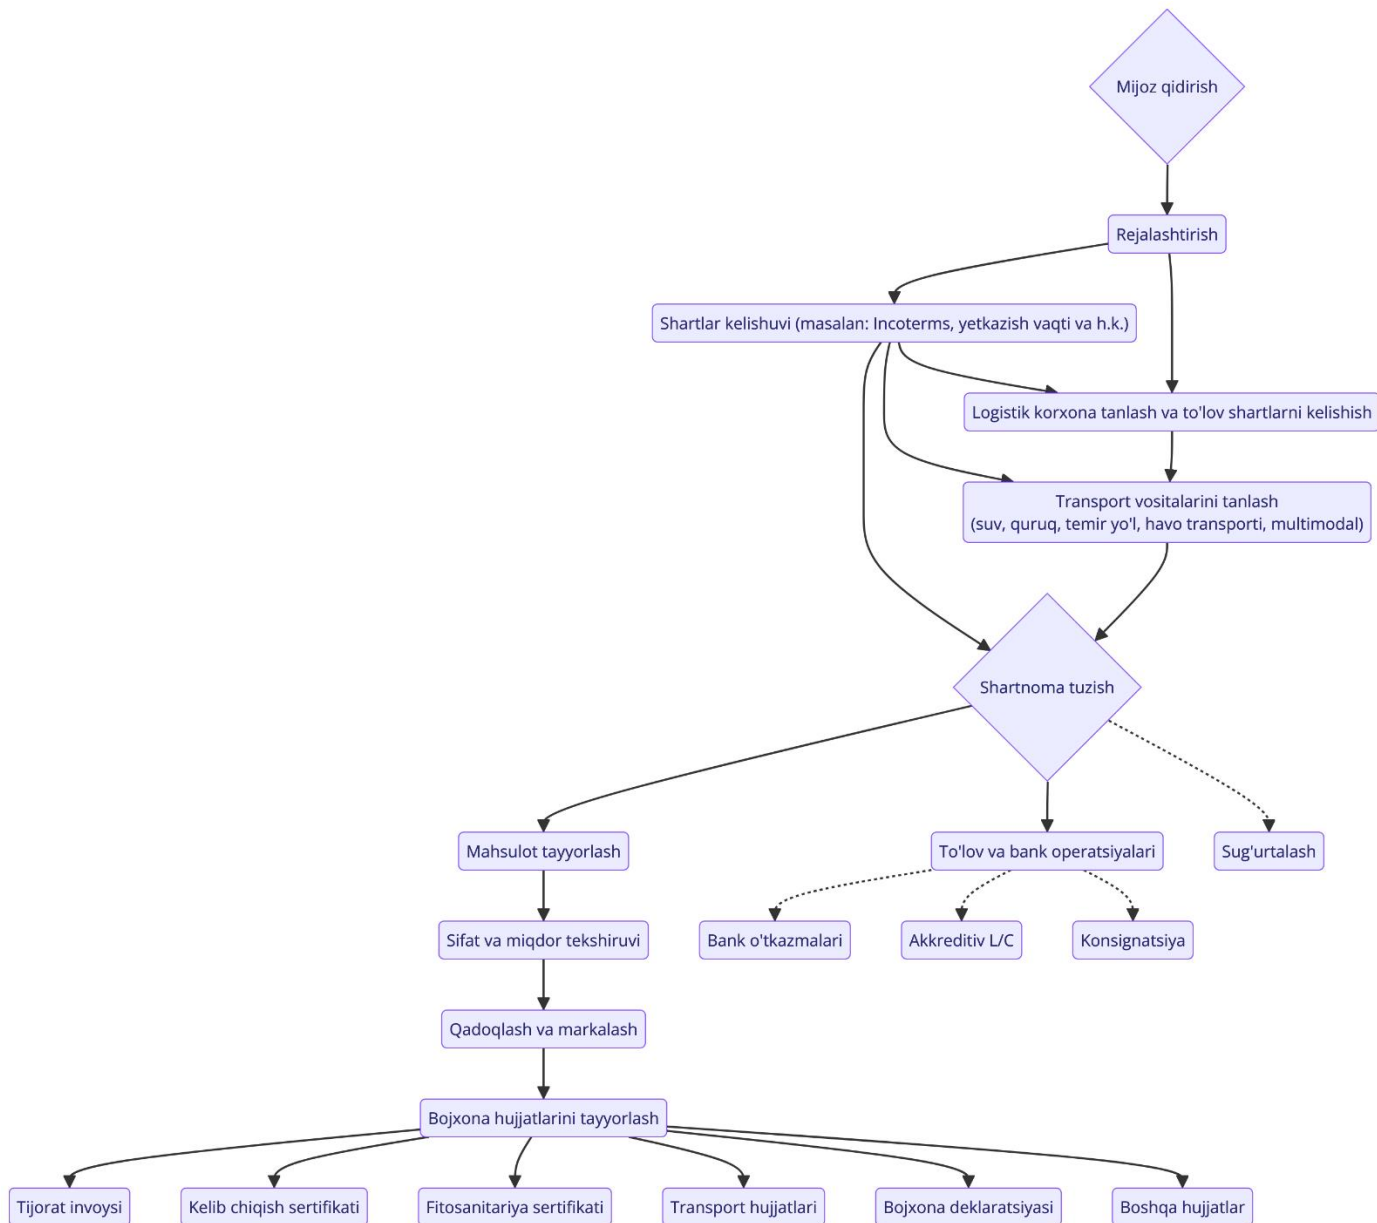 Mijoz qidirish
Rejalashtirish
Shartlar kelishuvi (masalan: Incoterms, yetkazish vaqti va h.k.)
Logistik korxona tanlash va to'lov shartlarni kelishish
Transport vositalarini tanlash
(suv, quruq, temir yo'l, havo transporti, multimodal)
Shartnoma tuzish
Mahsulot tayyorlash
To'lov va bank operatsiyalari
Sug'urtalash
Sifat va miqdor tekshiruvi
Bank o'tkazmalari
Akkreditiv L/C
Konsignatsiya
Qadoqlash va markalash
Bojxona hujjatlarini tayyorlash
Tijorat invoysi
Kelib chiqish sertifikati
Fitosanitariya sertifikati
Transport hujjatlari
Bojxona deklaratsiyasi
Boshqa hujjatlar